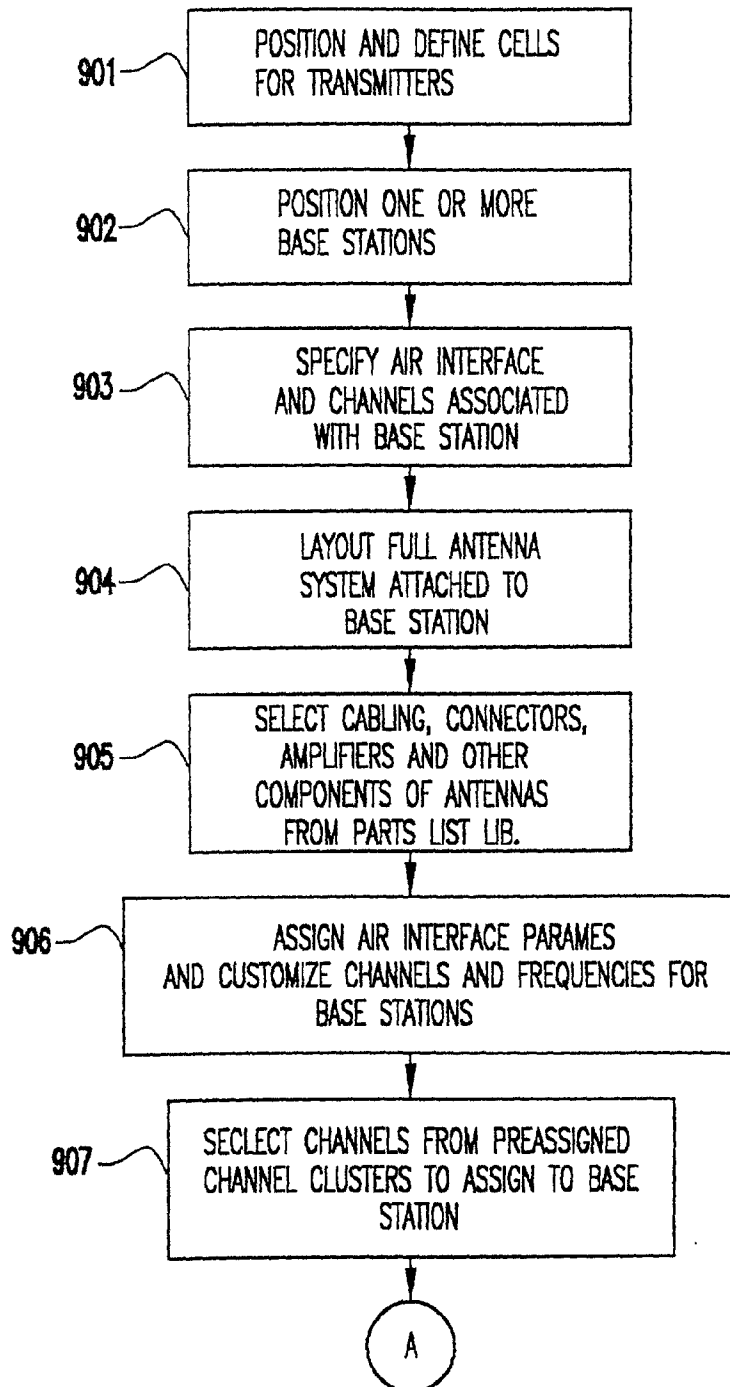 901
POSITION AND DEFINE CELLS
FOR TRANSMITTERS
902
POSITION ONE OR MORE
BASE STATIONS
903
SPECIFY AIR INTERFACE
AND CHANNELS ASSOCIATED
WITH BASE STATION
904
LAYOUT FULL ANTENNA
SYSTEM ATTACHED TO
BASE STATION
905
SELECT CABLING, CONNECTORS,
AMPLIFIERS AND OTHER
COMPONENTS OF ANTENNAS
FROM PARTS LIST LIB.
906
ASSIGN AIR INTERFACE PARAMES
AND CUSTOMIZE CHANNELS AND FREQUENCIES FOR
BASE STATIONS
907
SECLECT CHANNELS FROM PREASSIGNED
CHANNEL CLUSTERS TO ASSIGN TO BASE
STATION
A